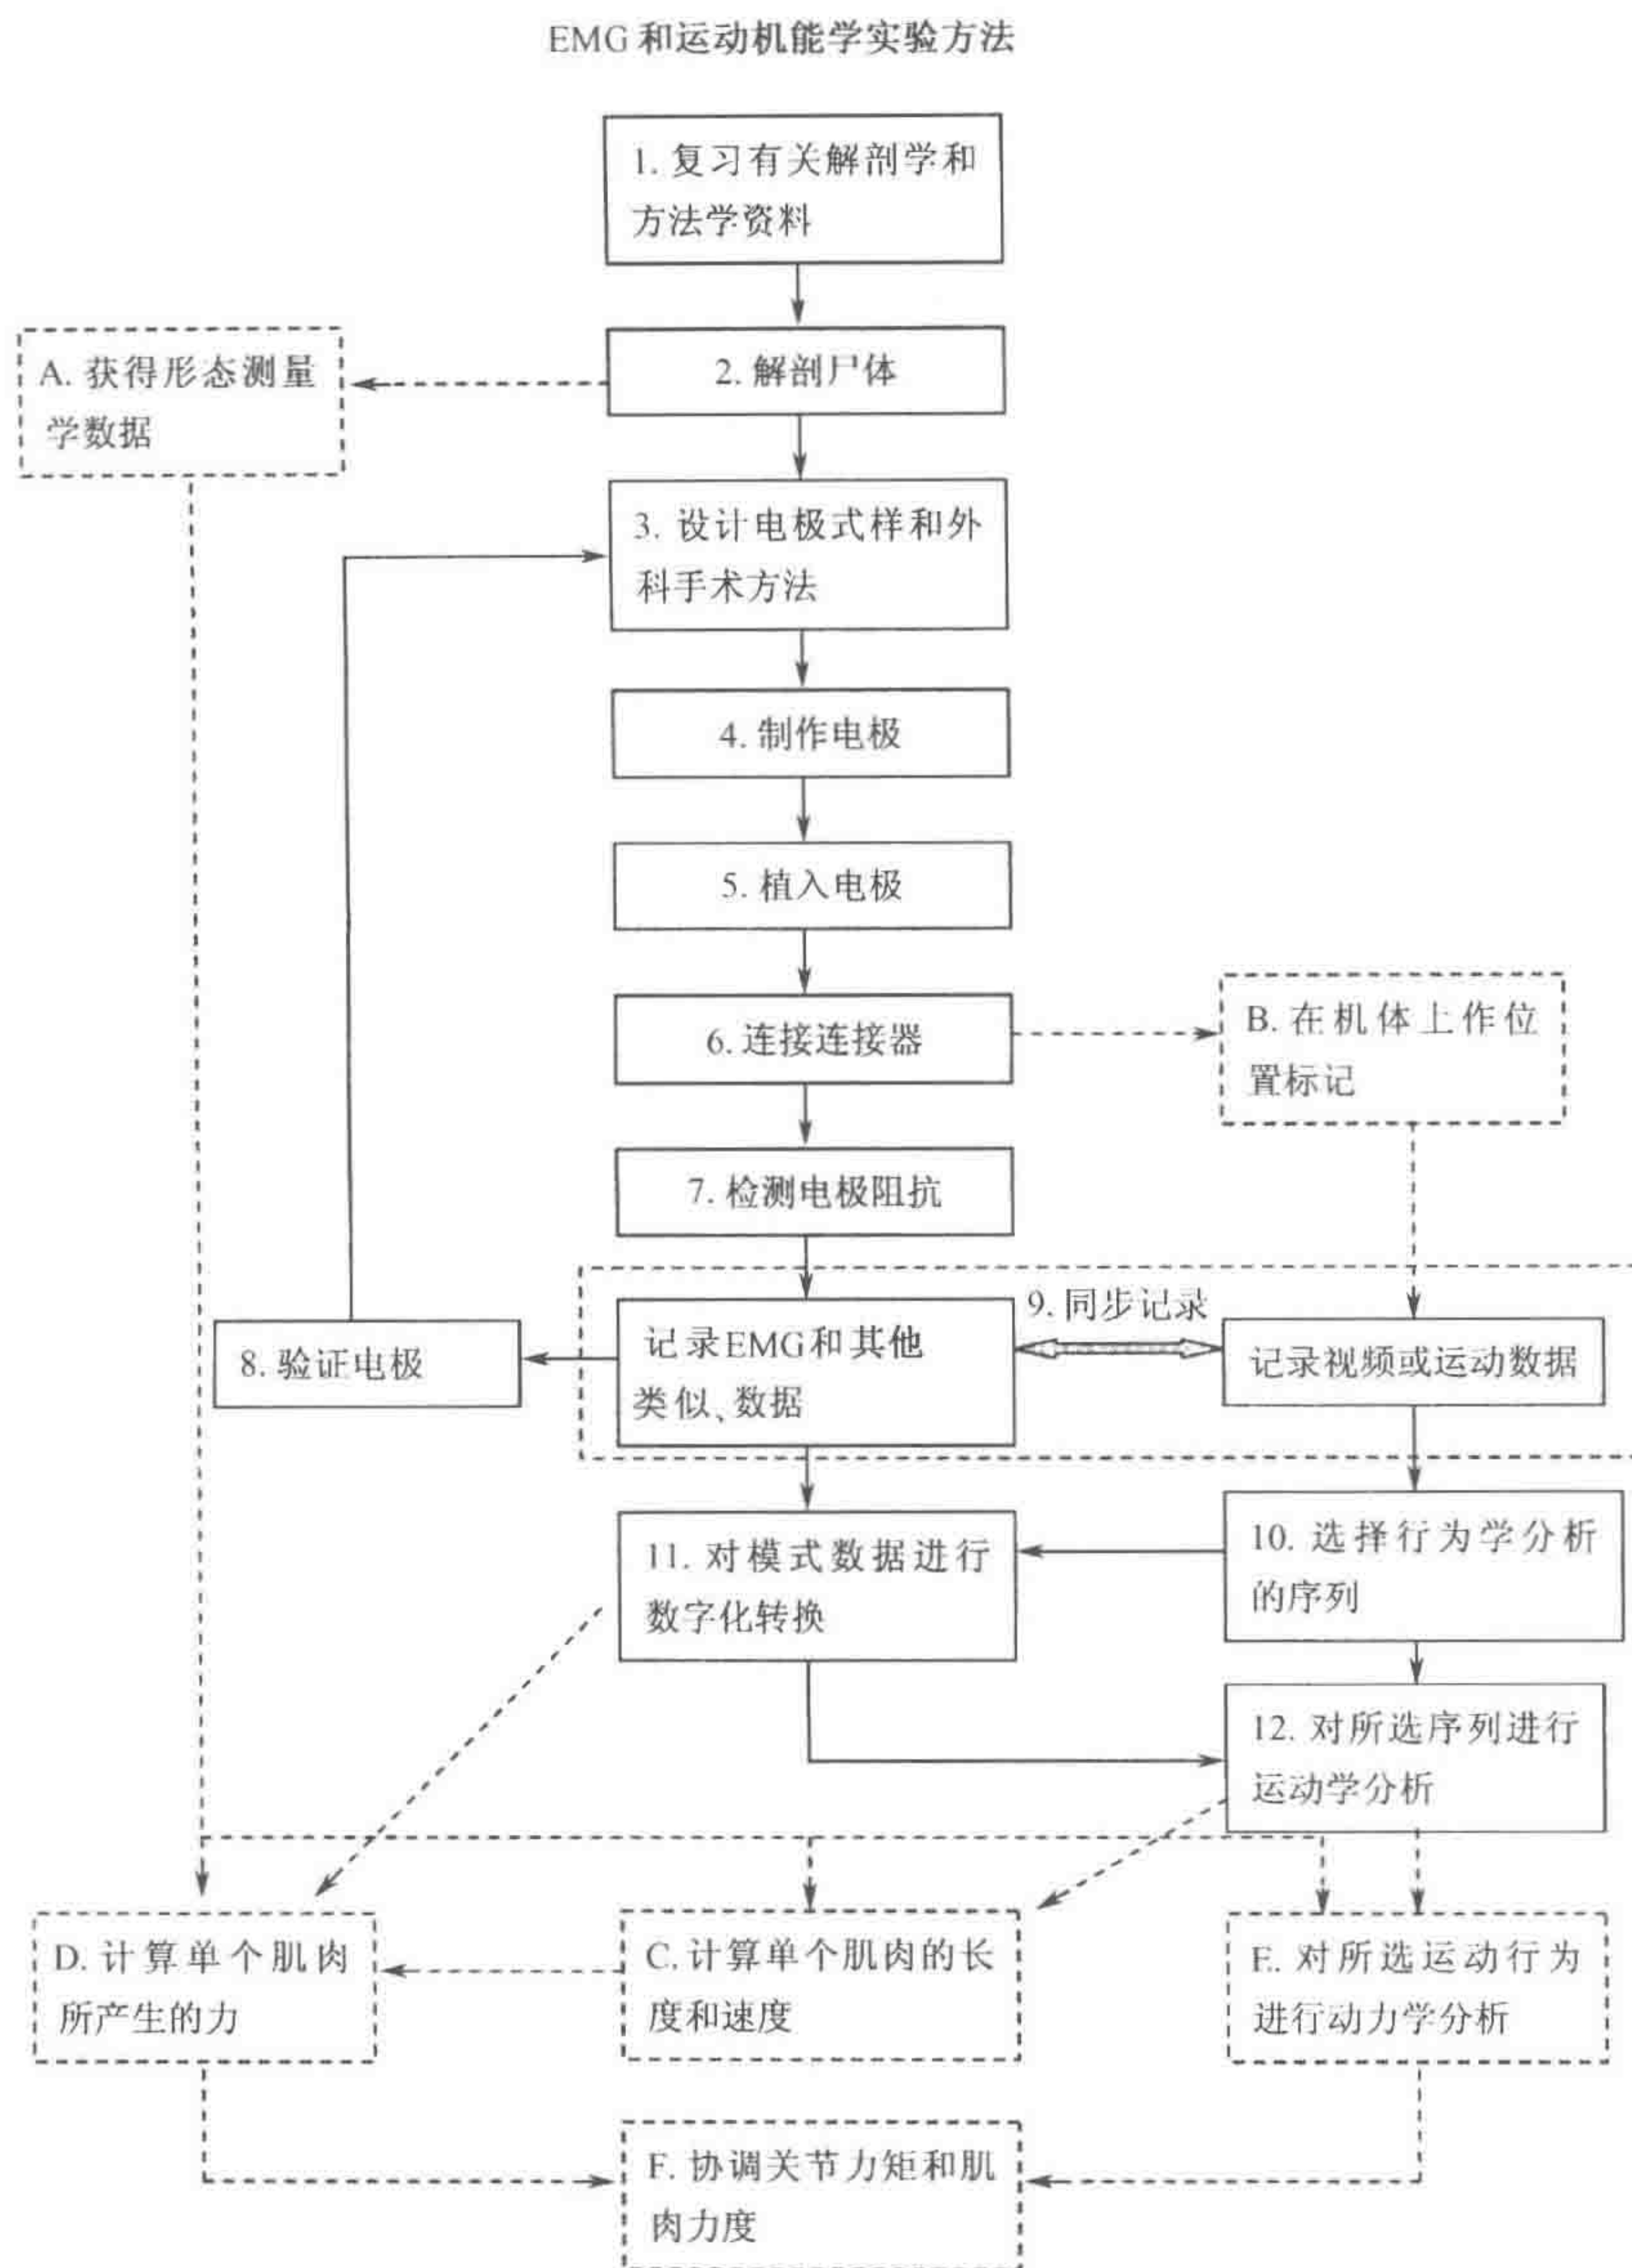 EMG 和运动机能学实验方法
1. 复习有关解剖学和
方法学资料
A. 获得形态测量
学数据
2. 解剖尸体
3. 设计电极式样和外
科手术方法
4. 制作电极
5. 植入电极
6. 连接连接器
B. 在机体上作位
置标记
7. 检测电极阻抗
9. 同步记录
8. 验证电极
记录EMG和其他
类似、数据
记录视频或运动数据
11. 对模式数据进行
数字化转换
10. 选择行为学分析
的序列
12. 对所选序列进行
运动学分析
D. 计算单个肌肉
所产生的力
C. 计算单个肌肉的长
度和速度
E. 对所选运动行为
进行动力学分析
F. 协调关节力矩和肌
肉力度